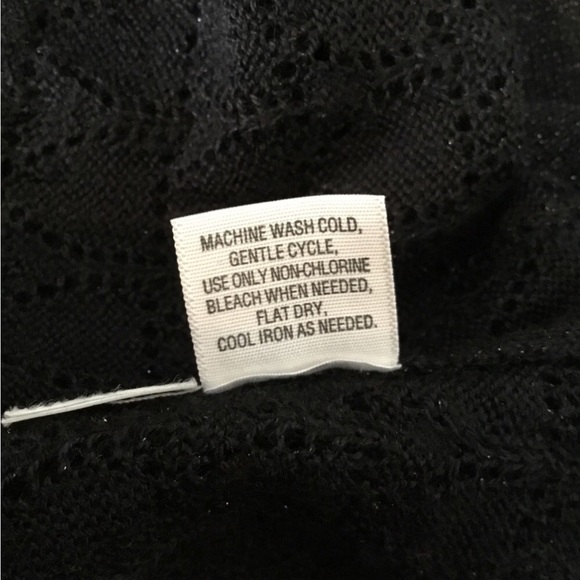 MACHINE WASH COLD,
GENTLE CYCLE,
USE ONLY NON-CHLORINE
BLEACH WHEN NEEDED,
FLAT DRY,
COOL IRON AS NEEDED.